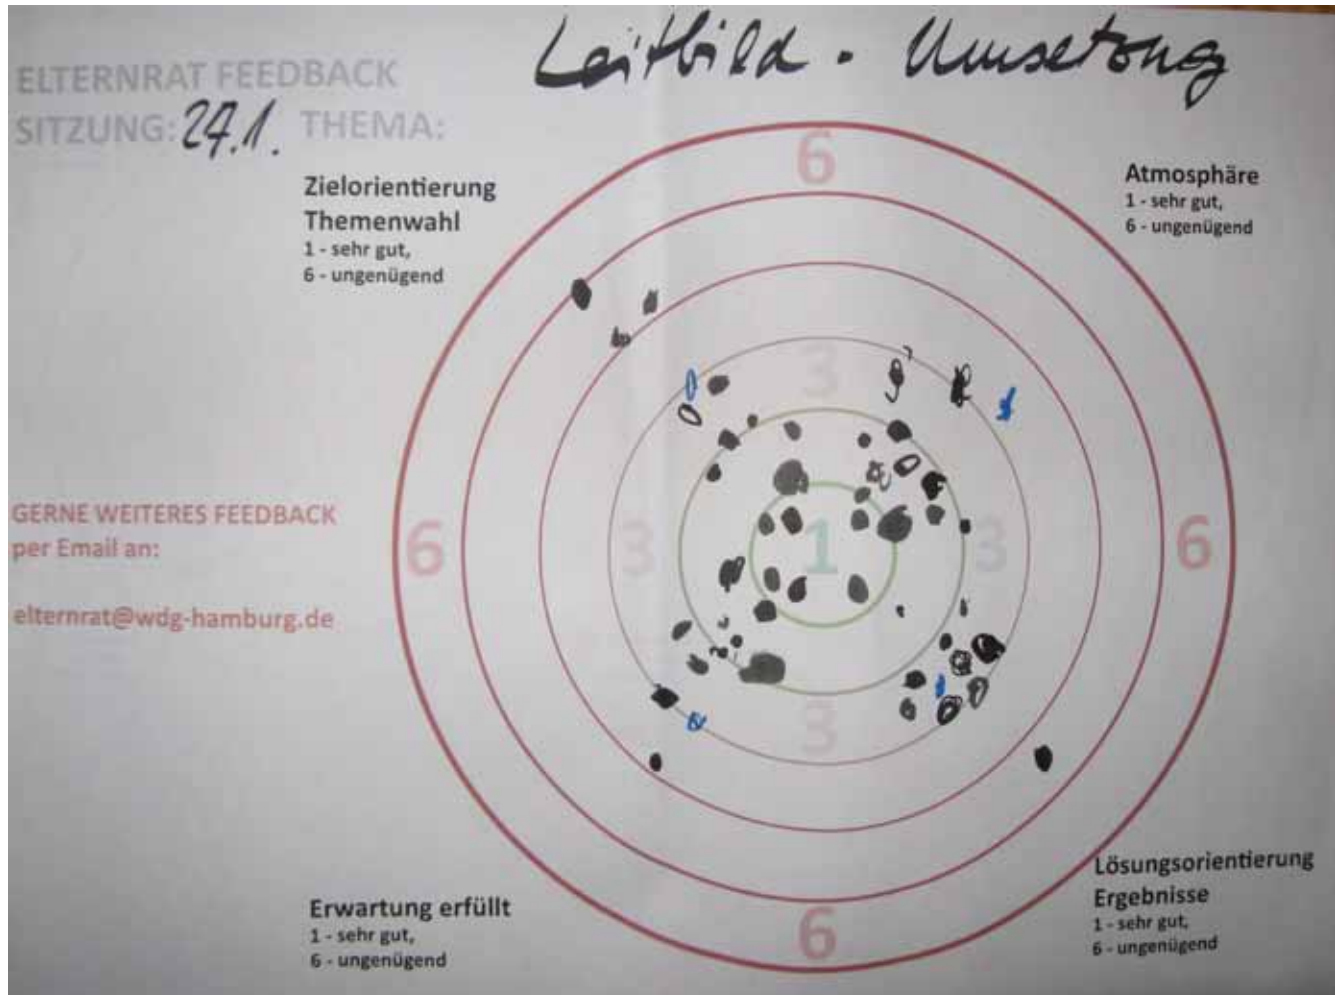 Leitbild - Umsetzung
ELTERNRAT FEEDBACK
SITZUNG: 27.1. THEMA:
Zielorientierung
Themenwahl
1 - sehr gut,
6 - ungenügend
Atmosphäre
1 - sehr gut,
6 - ungenügend
6
3
GERNE WEITERES FEEDBACK
per Email an:
elternrat@wdg-hamburg.de
6
3
1
3
6
3
6
Erwartung erfüllt
1 - sehr gut,
6 - ungenügend
Lösungsorientierung
Ergebnisse
1 - sehr gut,
6 - ungenügend